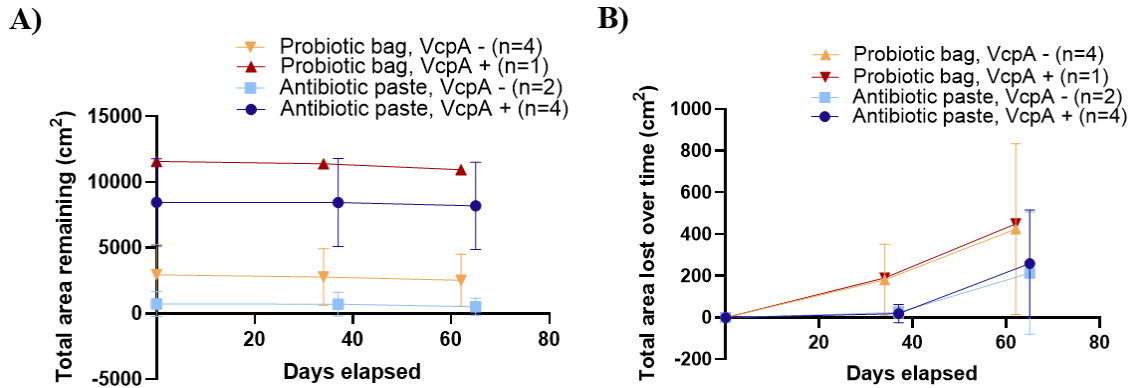 A)
Probiotic bag, VcpA - (n=4)
Probiotic bag, VcpA + (n=1)
Antibiotic paste, VcpA - (n=2)
Antibiotic paste, VcpA + (n=4)
Total area remaining (cm²)
15000
10000
5000
0
-5000
20
40
60
80
Days elapsed
B)
Probiotic bag, VcpA - (n=4)
Probiotic bag, VcpA + (n=1)
Antibiotic paste, VcpA - (n=2)
Antibiotic paste, VcpA + (n=4)
Total area lost over time (cm²)
1000
800
600
400
200
0
-200
20
40
60
80
Days elapsed